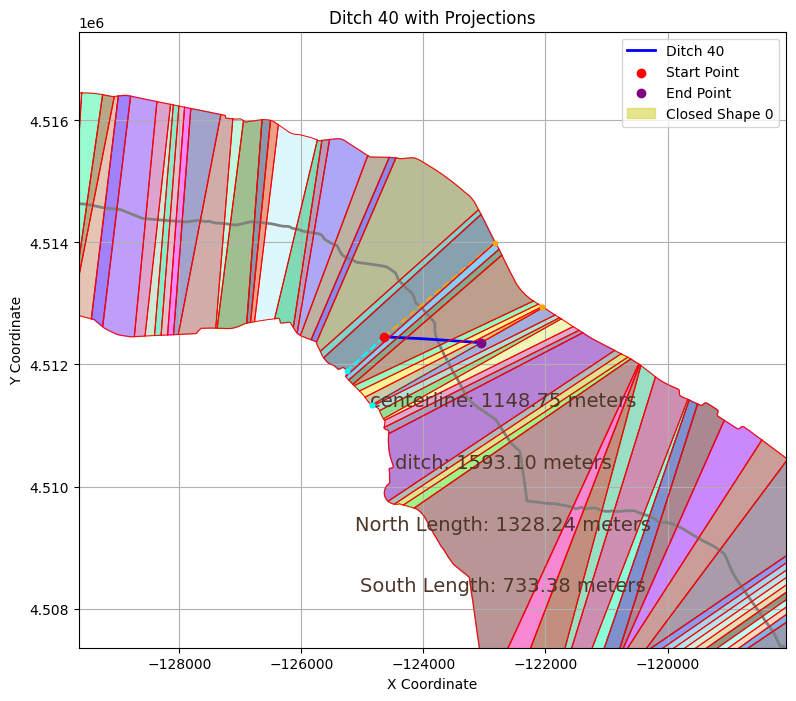 Ditch 40 with Projections
1e6
Ditch 40
Start Point
End Point
Closed Shape 0
4.516
4.514
4.512
4.510
4.508
Y Coordinate
centerline: 1148.75 meters
ditch: 1593.10 meters
North Length: 1328.24 meters
South Length: 733.38 meters
−128000
−126000
−124000
−122000
−120000
X Coordinate